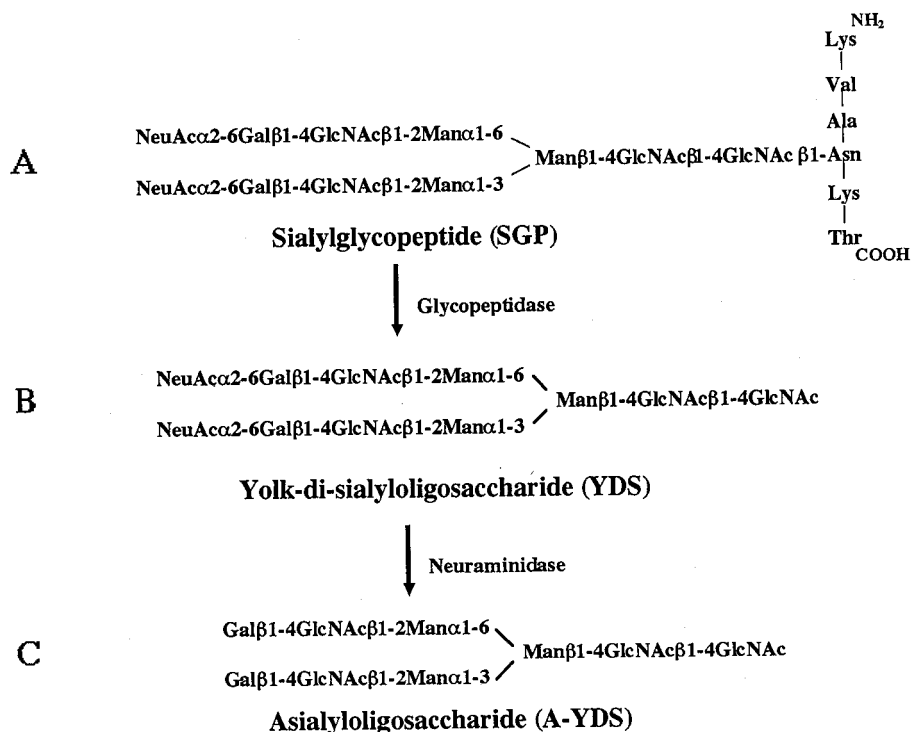 NH2
Lys
Val
Ala
A
NeuAcα2-6Galβ1-4GlcNAcβ1-2Manα1-6
Manβ1-4GlcNAcβ1-4GlcNAc β1-Asn
NeuAcα2-6Galβ1-4GlcNAcβ1-2Manα1-3
Lys
Thr
COOH
Sialylglycopeptide (SGP)
Glycopeptidase
B
NeuAcα2-6Galβ1-4GlcNAcβ1-2Manα1-6
Manβ1-4GlcNAcβ1-4GlcNAc
NeuAcα2-6Galβ1-4GlcNAcβ1-2Manα1-3
Yolk-di-sialyloligosaccharide (YDS)
Neuraminidase
C
Galβ1-4GlcNAcβ1-2Manα1-6
Manβ1-4GlcNAcβ1-4GlcNAc
Galβ1-4GlcNAcβ1-2Manα1-3
Asialyloligosaccharide (A-YDS)